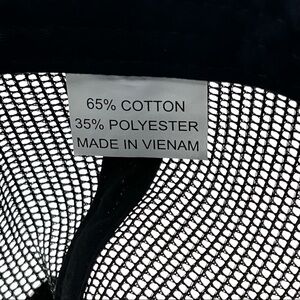 65% COTTON
35% POLYESTER
MADE IN VIENAM